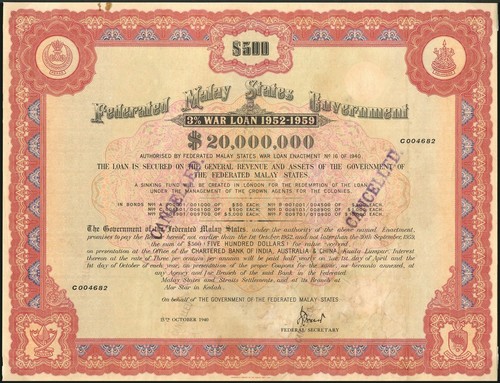 $500
Federated Malay States Government
3% WAR LOAN 1952-1959
$20,000,000
C004682
AUTHORISED BY FEDERATED MALAY STATES WAR LOAN ENACTMENT Nº 16 OF 1940.
THE LOAN IS SECURED ON THE GENERAL REVENUE AND ASSETS OF THE GOVERNMENT OF
THE FEDERATED MALAY STATES.
A SINKING FUND WILL BE CREATED IN LONDON FOR THE REDEMPTION OF THE LOAN
UNDER THE MANAGEMENT OF THE CROWN AGENTS FOR THE COLONIES.
IN BONDS
CANCELLED
CANCELLED
The Government of the Federated Malay States, under the authority of the above named Enactment,
promises to pay the Bearer hereof, not earlier than the 1st October 1952, and not later than the
the sum of $500 (FIVE HUNDRED DOLLARS) for value received
on presentation at the Office of the CHARTERED BANK OF INDIA, AUSTRALIA & CHINA, Kuala Lumpur. Interest
thereon at the rate of Three per centum per annum will be paid half yearly on 1st April and the
1st day of October of each year, on presentation of the proper Coupons for the same, as hereunto annexed, at
any Agency or Branch of the said Bank in the Federated
Malay States and Straits Settlements and at its Branch at
Alor Star in Kedah.
C004682
On behalf of THE GOVERNMENT OF THE FEDERATED MALAY STATES
OCTOBER 1940
FEDERAL SECRETARY